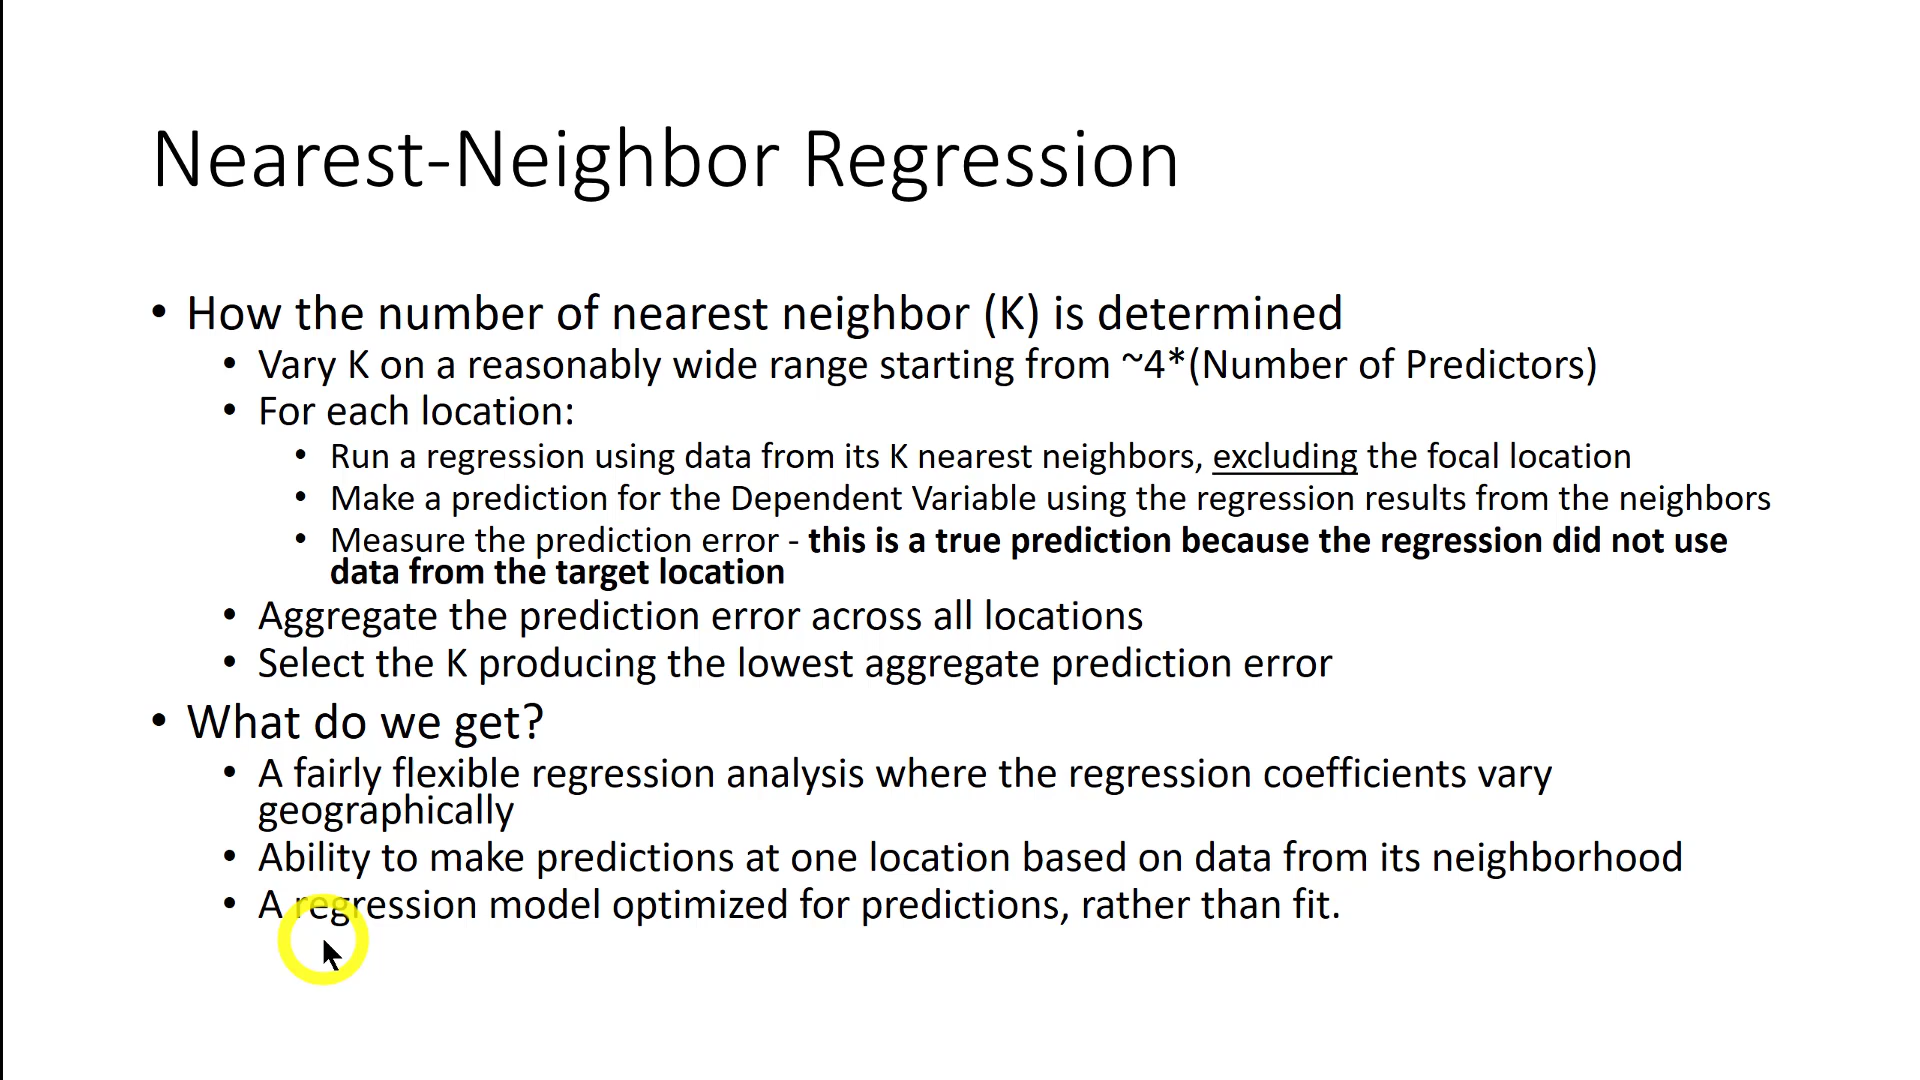 Nearest-Neighbor Regression
• How the number of nearest neighbor (K) is determined
• Vary K on a reasonably wide range starting from ~4*(Number of Predictors)
• For each location:
• Run a regression using data from its K nearest neighbors, excluding the focal location
• Make a prediction for the Dependent Variable using the regression results from the neighbors
• Measure the prediction error - this is a true prediction because the regression did not use
data from the target location
• Aggregate the prediction error across all locations
• Select the K producing the lowest aggregate prediction error
• What do we get?
• A fairly flexible regression analysis where the regression coefficients vary
geographically
• Ability to make predictions at one location based on data from its neighborhood
• A regression model optimized for predictions, rather than fit.